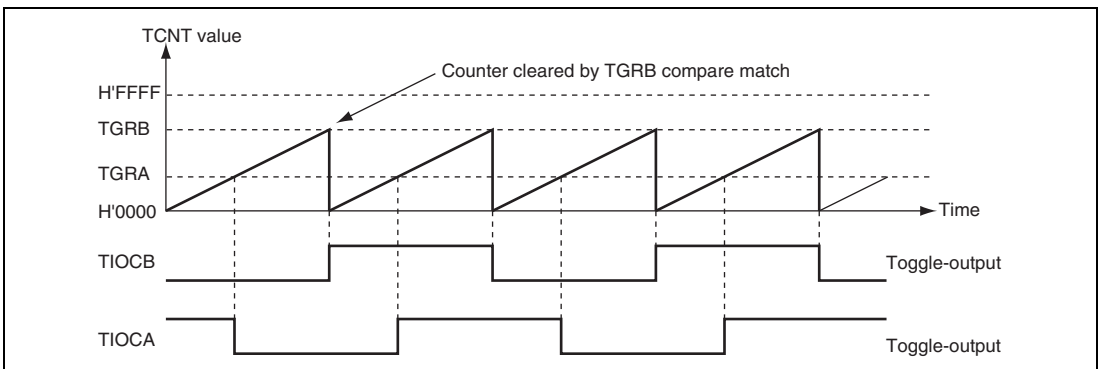 TCNT value
Counter cleared by TGRB compare match
H'FFFF
TGRB
TGRA
H'0000
Time
TIOCB
Toggle-output
TIOCA
Toggle-output